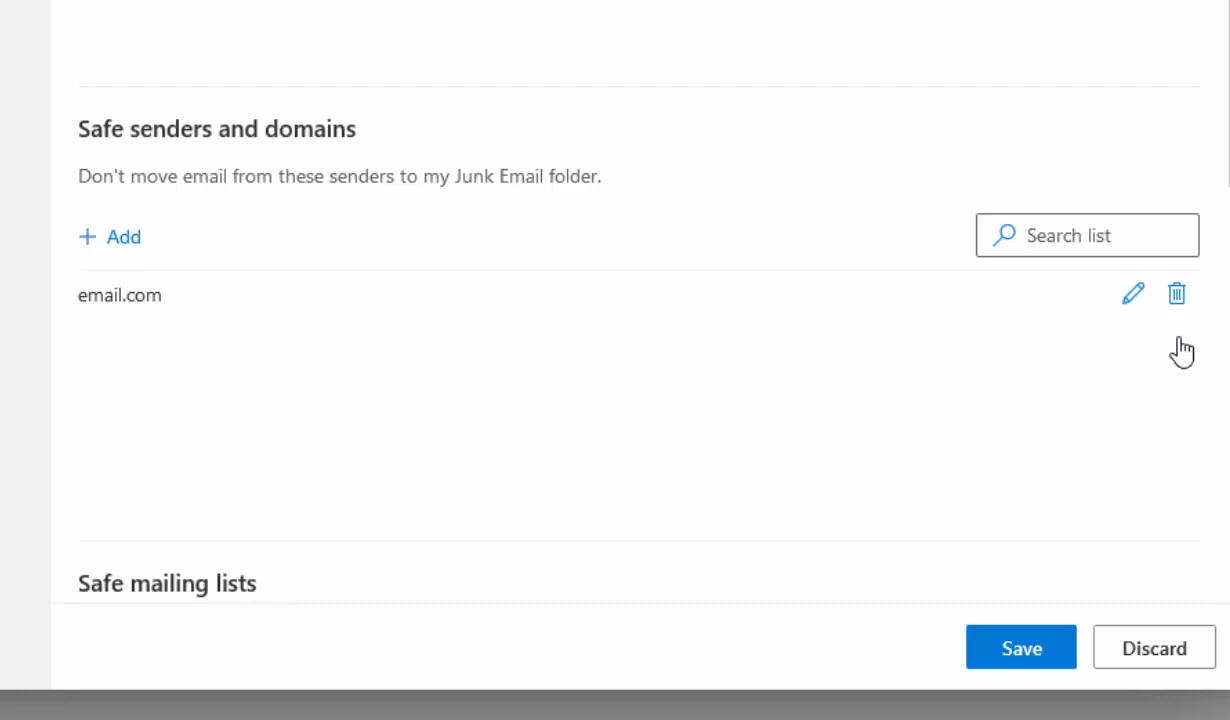 Safe senders and domains
Don't move email from these senders to my Junk Email folder.
Add
Search list
email.com
Safe mailing lists
Save
Discard